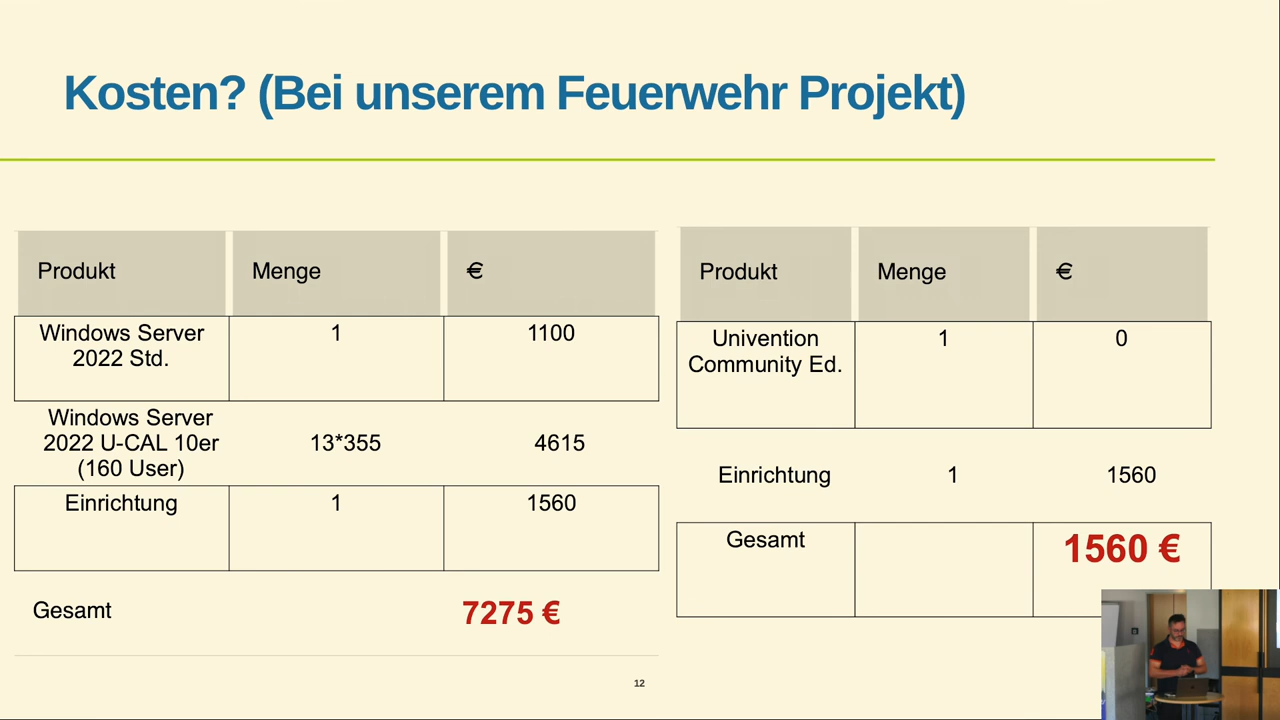 Kosten? (Bei unserem Feuerwehr Projekt)
Produkt Menge €
Windows Server 1 1100
2022 Std.
Windows Server
2022 U-CAL 10er 13*355 4615
(160 User)
Einrichtung 1 1560
Gesamt 7275 €
Produkt Menge €
Univention 1 0
Community Ed.
Einrichtung 1 1560
Gesamt 1560 €
12